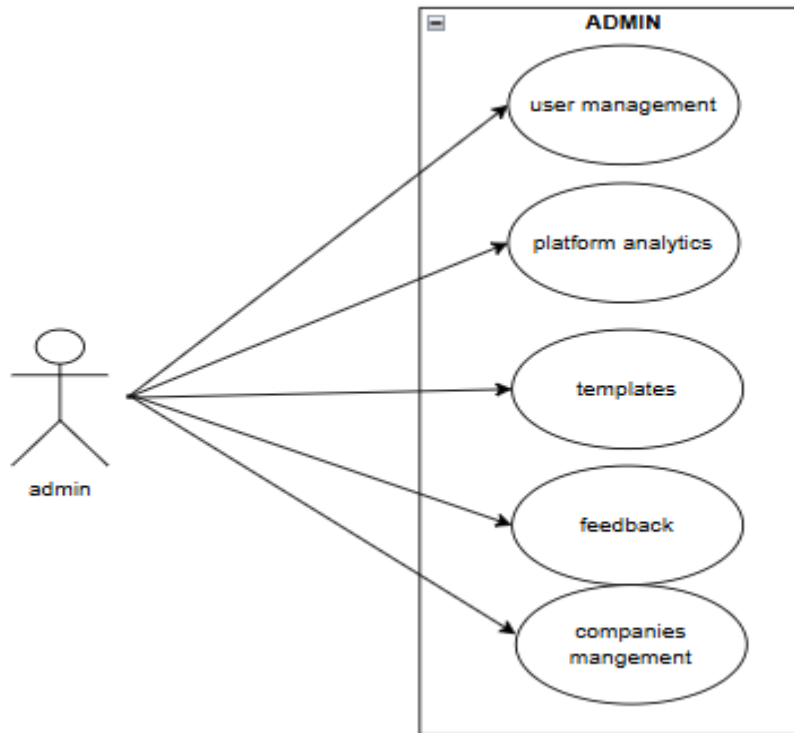 ADMIN
user management
platform analytics
templates
admin
feedback
companies
mangement